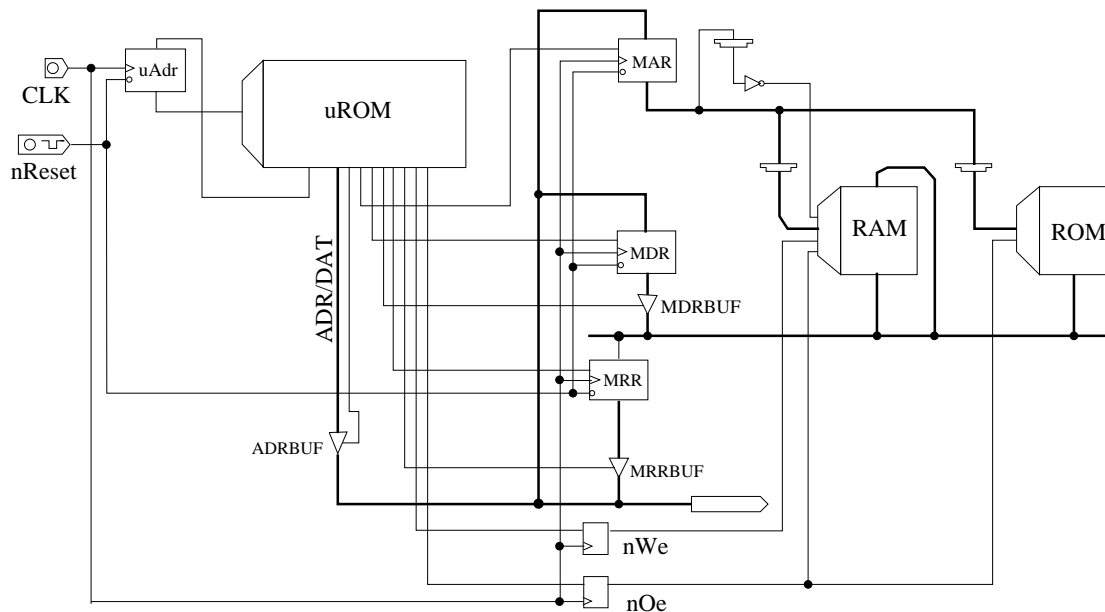 CLK
nReset
uAdr
uROM
MAR
RAM
ROM
ADR/DAT
MDR
MDRBUF
MRR
ADRBUF
MRRBUF
nWe
nOe